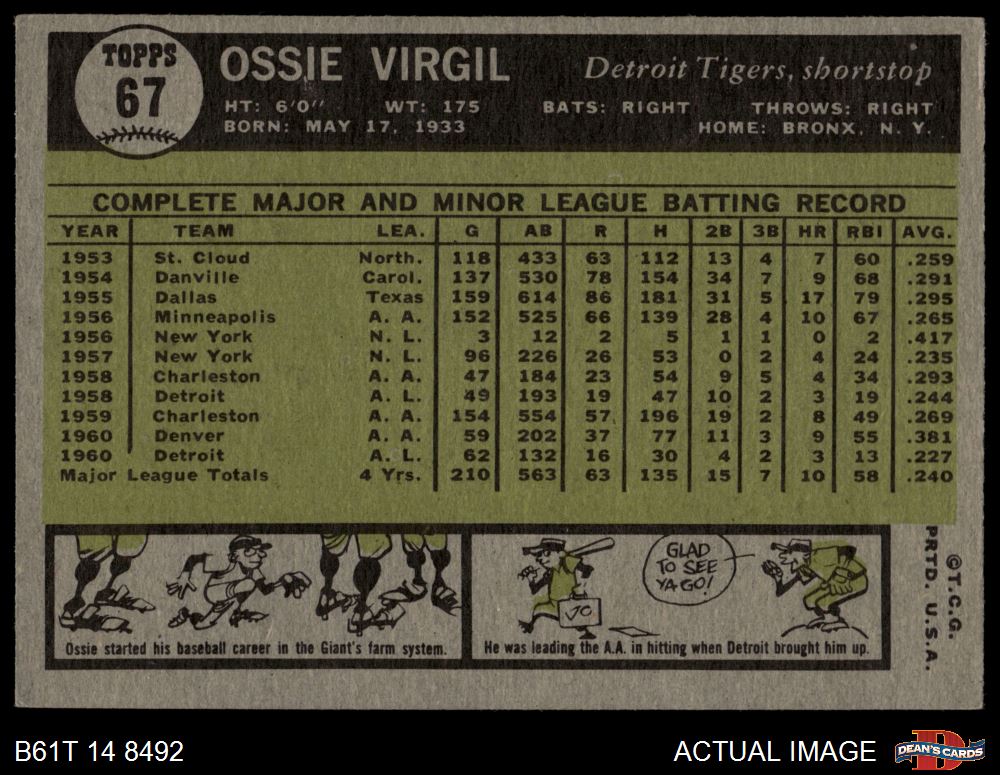 TOPPS
67
OSSIE VIRGIL
Detroit Tigers, shortstop
HT: 6'0" WT: 175 BATS: RIGHT THROWS: RIGHT
BORN: MAY 17, 1933 HOME: BRONX, N. Y.
COMPLETE MAJOR AND MINOR LEAGUE BATTING RECORD
YEAR TEAM LEA. G AB R H 2B 3B HR RBI AVG.
1953 St. Cloud North. 118 433 63 112 13 4 7 60 .259
1954 Danville Carol. 137 530 78 154 34 7 9 68 .291
1955 Dallas Texas 159 614 86 181 31 5 17 79 .295
1956 Minneapolis A. A. 152 525 66 139 28 4 10 67 .265
1956 New York N. L. 3 12 2 5 1 1 0 2 .417
1957 New York N. L. 96 226 26 53 0 2 4 24 .235
1958 Charleston A. A. 47 184 23 54 9 5 4 34 .293
1958 Detroit A. L. 49 193 19 47 10 2 3 19 .244
1959 Charleston A. A. 154 554 57 196 19 2 8 49 .269
1960 Denver A. A. 59 202 37 77 11 3 9 55 .381
1960 Detroit A. L. 62 132 16 30 4 2 3 13 .227
Major League Totals 4 Yrs. 210 563 63 135 15 7 10 58 .240
GLAD
TO SEE
YA GO!
JO
Ossie started his baseball career in the Giant's farm system.
He was leading the A.A. in hitting when Detroit brought him up.
©T.C.G.
PRTD. U.S.A.
B61T 14 8492
ACTUAL IMAGE
D
DEAN'S CARDS